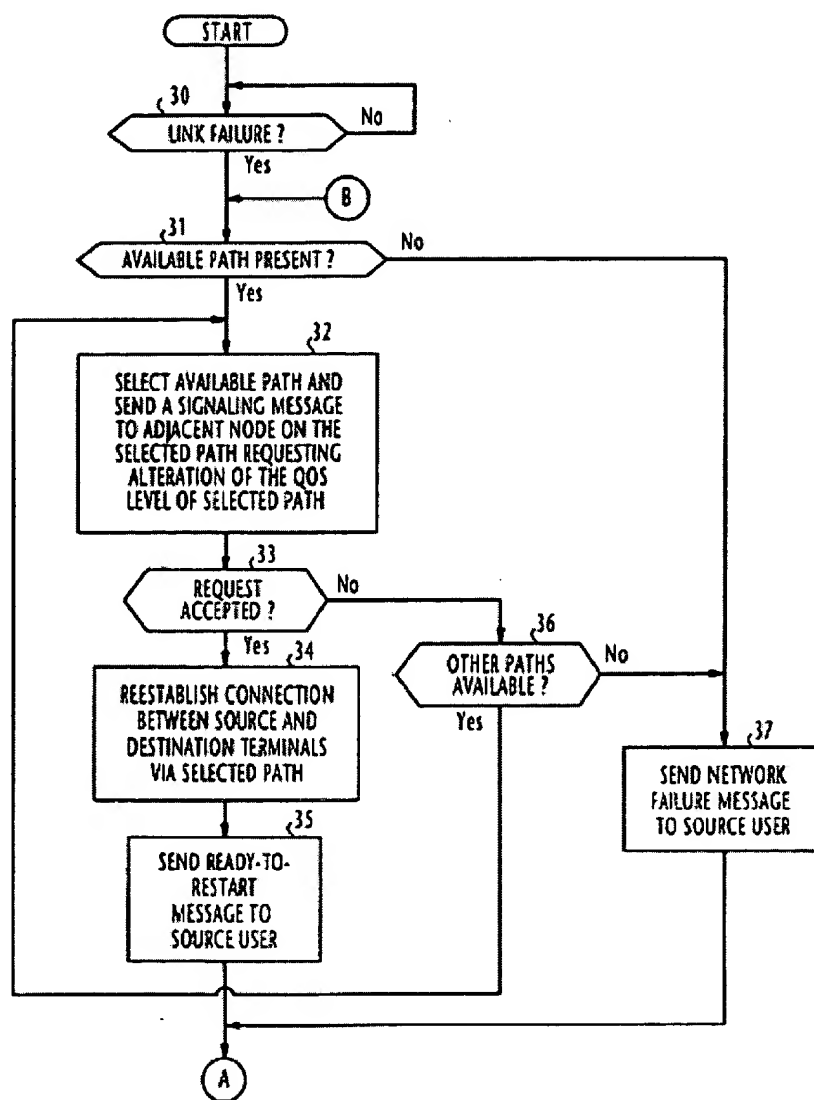 START
30
LINK FAILURE ?
No
Yes
B
31
AVAILABLE PATH PRESENT ?
No
Yes
32
SELECT AVAILABLE PATH AND
SEND A SIGNALING MESSAGE
TO ADJACENT NODE ON THE
SELECTED PATH REQUESTING
ALTERATION OF THE QOS
LEVEL OF SELECTED PATH
33
REQUEST
ACCEPTED ?
No
Yes
36
OTHER PATHS
AVAILABLE ?
No
Yes
34
REESTABLISH CONNECTION
BETWEEN SOURCE AND
DESTINATION TERMINALS
VIA SELECTED PATH
37
SEND NETWORK
FAILURE MESSAGE
TO SOURCE USER
35
SEND READY-TO-
RESTART
MESSAGE TO
SOURCE USER
A